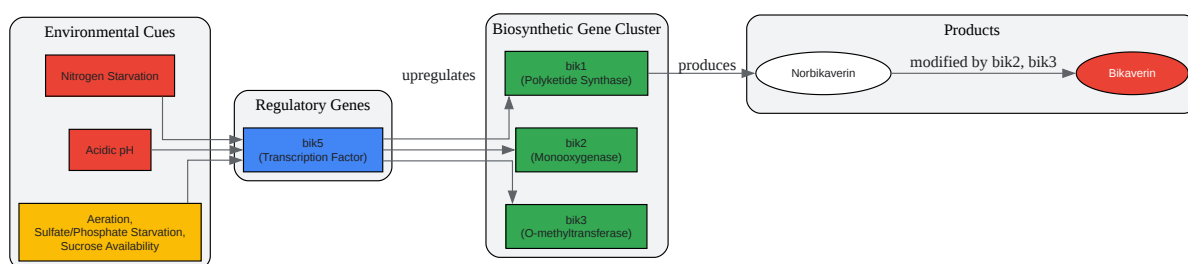 Environmental Cues
Nitrogen Starvation
Acidic pH
Aeration,
Sulfate/Phosphate Starvation,
Sucrose Availability
Regulatory Genes
bik5
(Transcription Factor)
upregulates
Biosynthetic Gene Cluster
bik1
(Polyketide Synthase)
bik2
(Monooxygenase)
bik3
(O-methyltransferase)
produces
Products
Norbikaverin
modified by bik2, bik3
Bikaverin